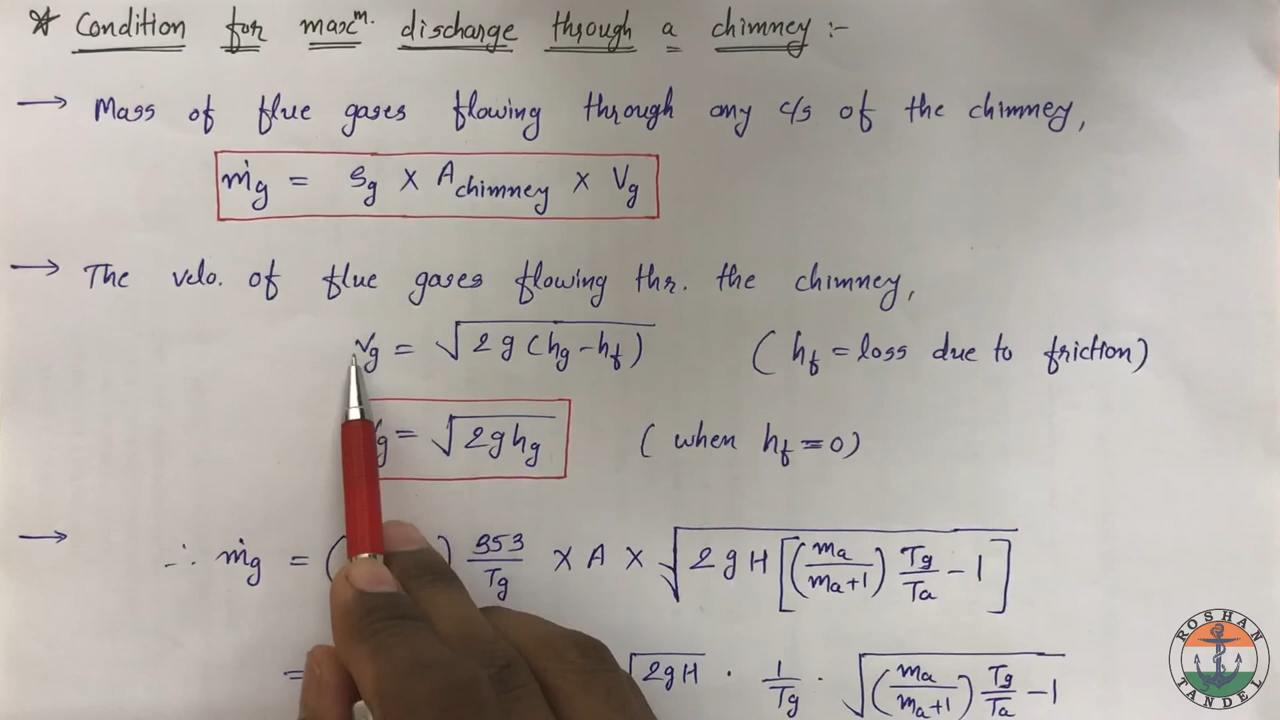 * Condition for maxᵐ. discharge through a chimney :-
→ Mass of flue gases flowing through any c/s of the chimney,
ṁg = ρg × Achimney × Vg
→ The velo. of flue gases flowing thr. the chimney,
Vg = √2g(hg-hf) (hf = loss due to friction)
g = √2ghg (when hf = 0)
→ ∴ ṁg = ( ) 353/Tg × A × √2gH[(ma/ma+1) Tg/Ta - 1]
= √2gH · 1/Tg · √(ma/ma+1) Tg/Ta - 1
ROSHAN
TANDEL